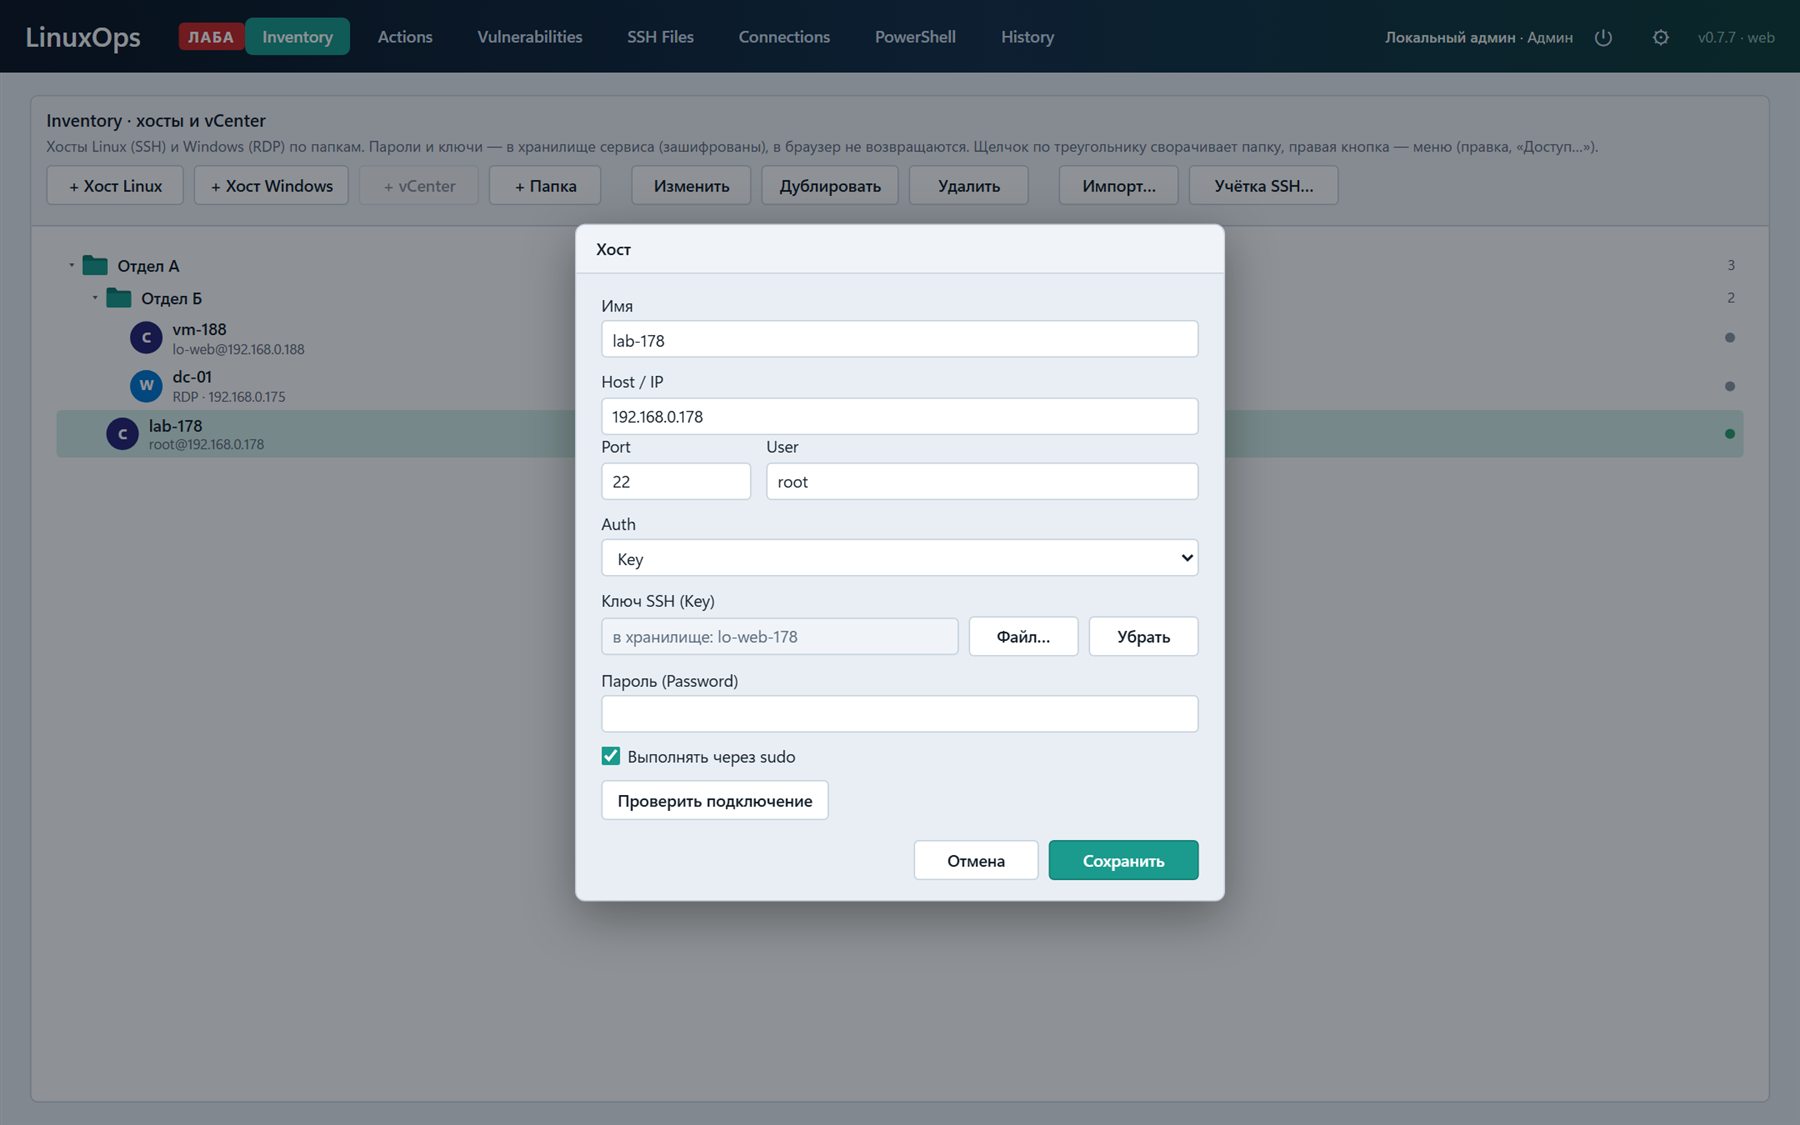 LinuxOps ЛАБА Inventory Actions Vulnerabilities SSH Files Connections PowerShell History Локальный админ · Админ v0.7.7 · web
Inventory · хосты и vCenter
Хосты Linux (SSH) и Windows (RDP) по папкам. Пароли и ключи — в хранилище сервиса (зашифрованы), в браузер не возвращаются. Щелчок по треугольнику сворачивает папку, правая кнопка — меню (правка, «Доступ...»).
+ Хост Linux + Хост Windows + vCenter + Папка Изменить Дублировать Удалить Импорт... Учётка SSH...
Отдел А 3
Отдел Б 2
C vm-188
lo-web@192.168.0.188
W dc-01
RDP · 192.168.0.175
C lab-178
root@192.168.0.178
Хост
Имя
lab-178
Host / IP
192.168.0.178
Port User
22 root
Auth
Key
Ключ SSH (Key)
в хранилище: lo-web-178 Файл... Убрать
Пароль (Password)
Выполнять через sudo
Проверить подключение
Отмена Сохранить